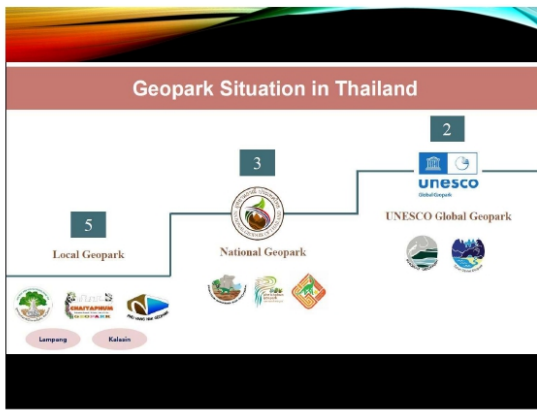 Geopark Situation in Thailand
2
unesco
Global Geopark
UNESCO Global Geopark
3
National Geopark
5
Local Geopark
CHAIYAPHUM
GEOPARK
Lampang
Kalasin